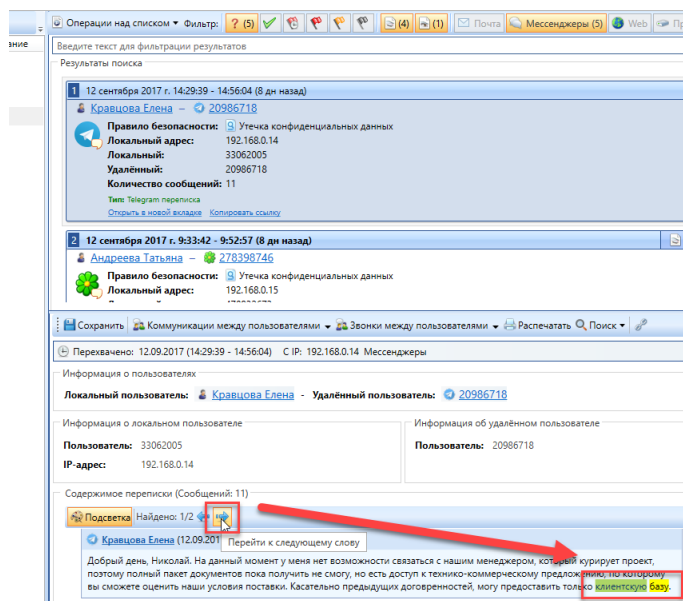 Операции над списком Фильтр: ? (5) (4) (1) Почта Мессенджеры (5) Web Пр
ание
Введите текст для фильтрации результатов
Результаты поиска
1 12 сентября 2017 г. 14:29:39 - 14:56:04 (8 дн назад)
Кравцова Елена – 20986718
Правило безопасности: 9 Утечка конфиденциальных данных
Локальный адрес: 192.168.0.14
Локальный: 33062005
Удалённый: 20986718
Количество сообщений: 11
Тип: Telegram переписка
Открыть в новой вкладке Копировать ссылку
2 12 сентября 2017 г. 9:33:42 - 9:52:57 (8 дн назад)
Андреева Татьяна – 278398746
Правило безопасности: 9 Утечка конфиденциальных данных
Локальный адрес: 192.168.0.15
Сохранить Коммуникации между пользователями Звонки между пользователями Распечатать Поиск
Перехвачено: 12.09.2017 (14:29:39 - 14:56:04) С IP: 192.168.0.14 Мессенджеры
Информация о пользователях
Локальный пользователь: Кравцова Елена - Удалённый пользователь: 20986718
Информация о локальном пользователе
Информация об удалённом пользователе
Пользователь: 33062005
Пользователь: 20986718
IP-адрес: 192.168.0.14
Содержимое переписки (Сообщений: 11)
Подсветка Найдено: 1/2
Кравцова Елена (12.09.201
Перейти к следующему слову
Добрый день, Николай. На данный момент у меня нет возможности связаться с нашим менеджером, который курирует проект,
поэтому полный пакет документов пока получить не смогу, но есть доступ к технико-коммерческому предложению, по которому
вы сможете оценить наши условия поставки. Касательно предыдущих договренностей, могу предоставить только клиентскую базу.